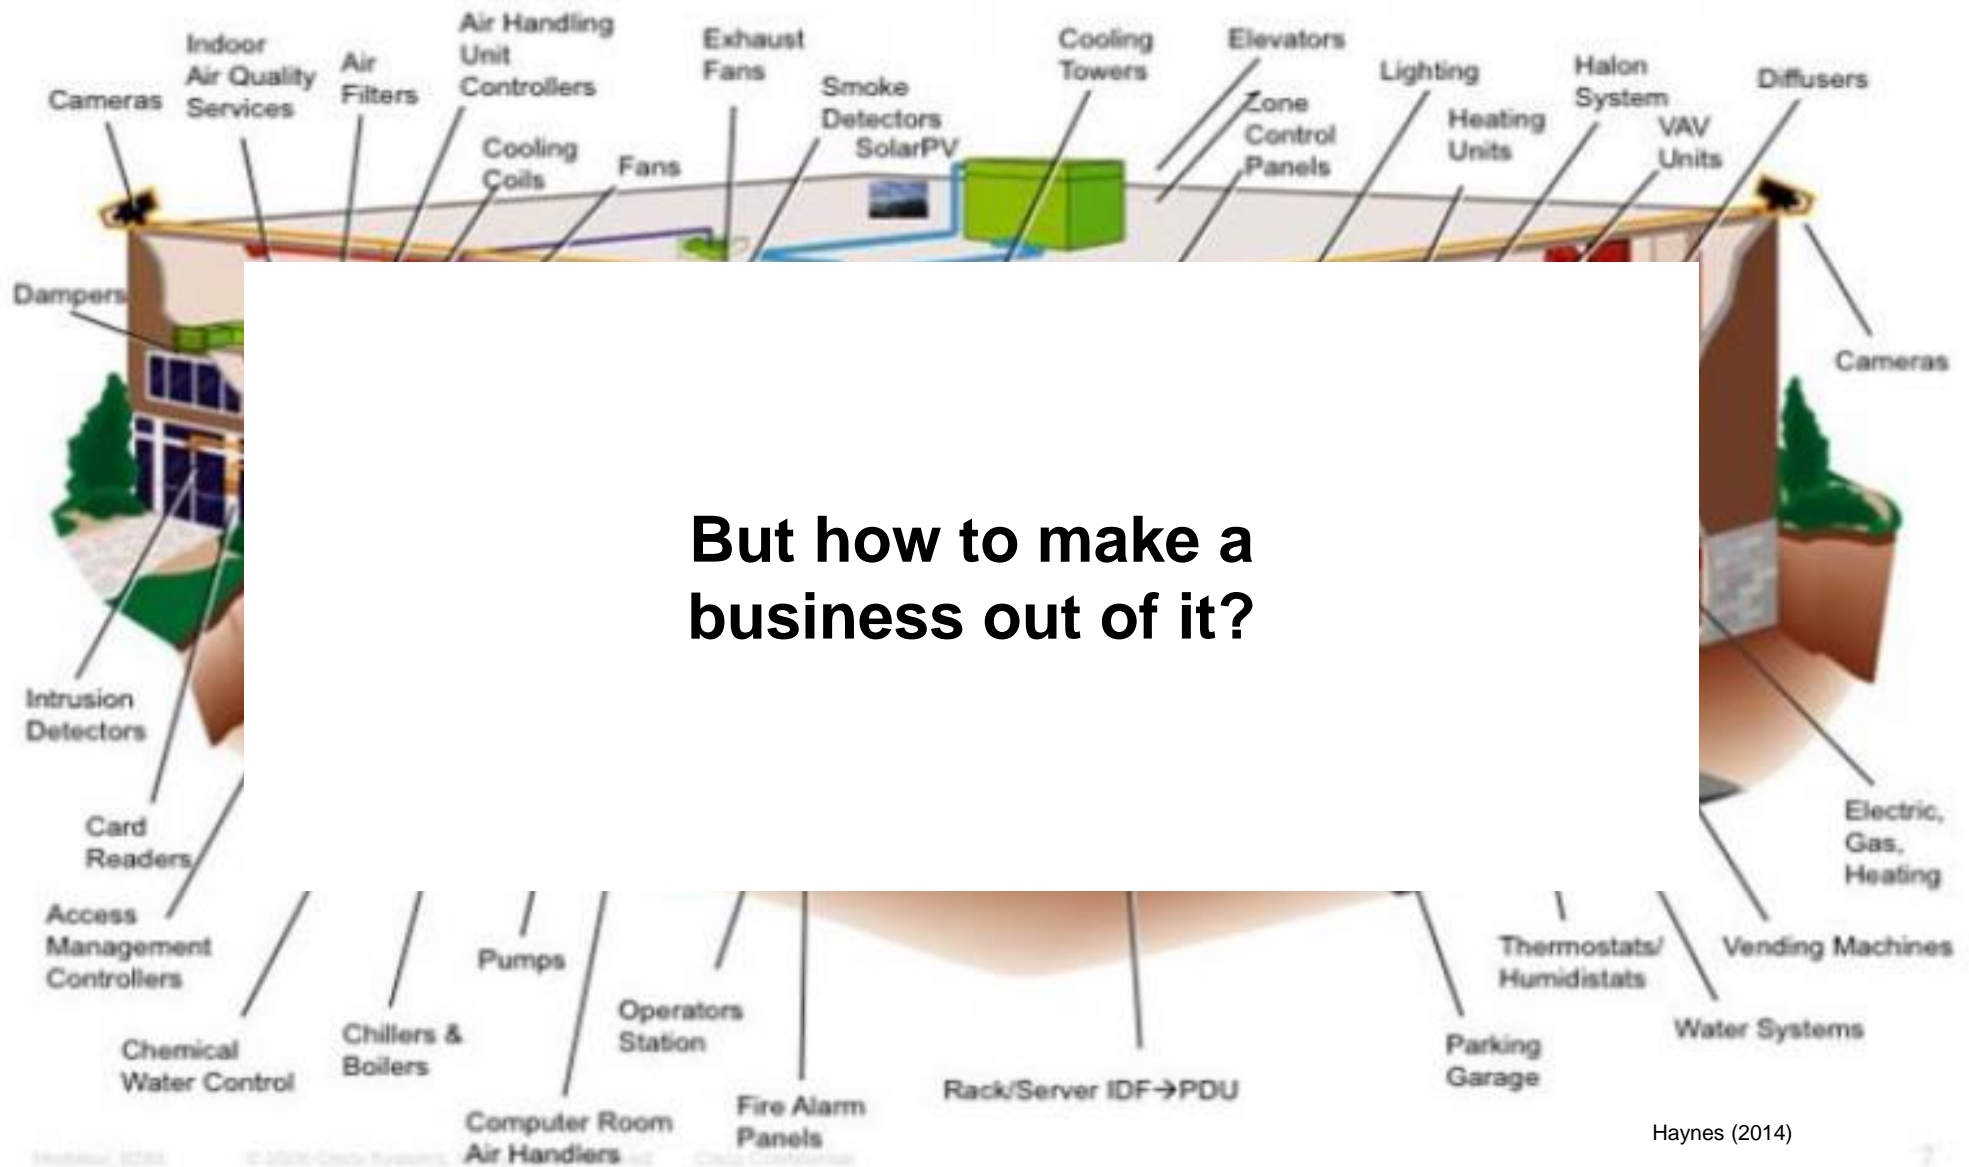 Cameras
Indoor
Air Quality
Services
Air
Filters
Air Handling
Unit
Controllers
Cooling
Coils
Fans
Exhaust
Fans
Smoke
Detectors
SolarPV
Cooling
Towers
Elevators
Zone
Control
Panels
Lighting
Heating
Units
Halon
System
VAV
Units
Diffusers
Dampers
Cameras
But how to make a
business out of it?
Intrusion
Detectors
Card
Readers
Access
Management
Controllers
Chemical
Water Control
Chillers &
Boilers
Pumps
Computer Room
Air Handlers
Operators
Station
Fire Alarm
Panels
Rack/Server IDF→PDU
Parking
Garage
Thermostats/
Humidistats
Water Systems
Vending Machines
Electric,
Gas,
Heating
Haynes (2014)
7